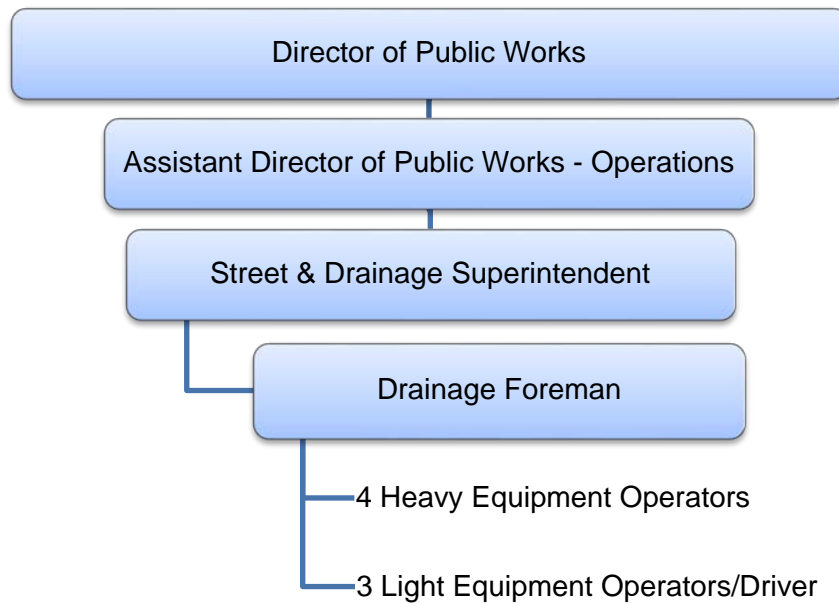 Director of Public Works
Assistant Director of Public Works - Operations
Street & Drainage Superintendent
Drainage Foreman
4 Heavy Equipment Operators
3 Light Equipment Operators/Driver